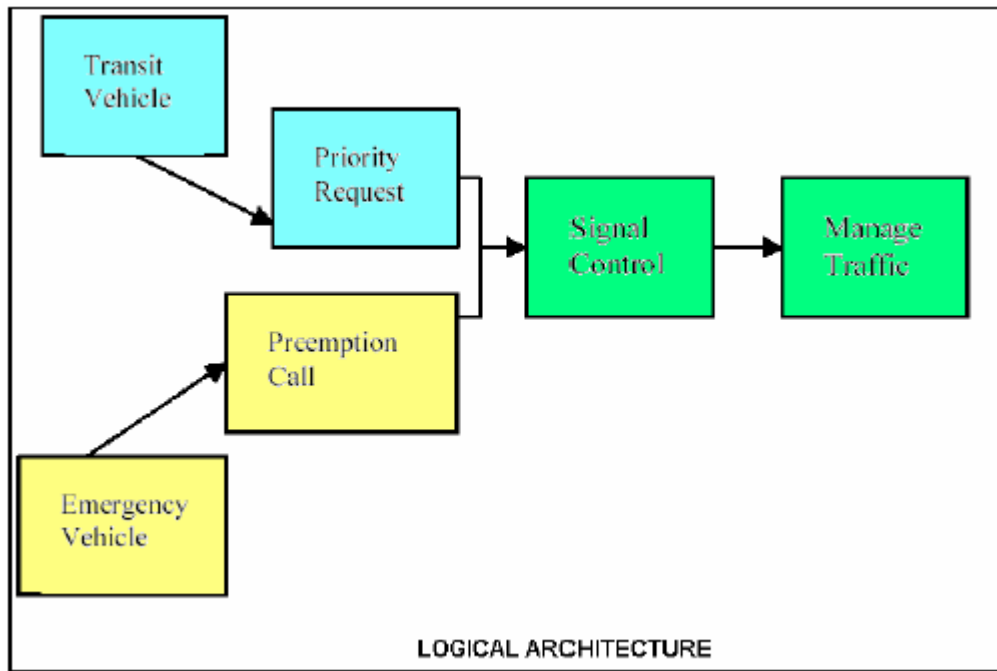 Transit
Vehicle
Priority
Request
Signal
Control
Manage
Traffic
Preemption
Call
Emergency
Vehicle
LOGICAL ARCHITECTURE